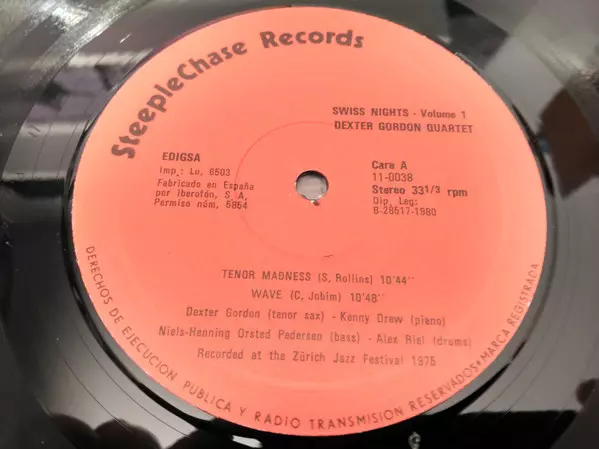 SteepleChase Records
SWISS NIGHTS - Volume 1
DEXTER GORDON QUARTET
EDIGSA
Imp.: Lu, 6503
Fabricado en España
por Iberofón, S. A.
Permiso núm. 5854
Cara A
11-0038
Stereo 33 1/3 rpm
Dip. Leg:
B-28517-1980
TENOR MADNESS (S. Rollins) 10'44''
WAVE (C. Jobim) 10'48''
Dexter Gordon (tenor sax) - Kenny Drew (piano)
Niels-Henning Orsted Pedersen (bass) - Alex Riel (drums)
Recorded at the Zürich Jazz Festival 1975
DERECHOS DE EJECUCION PUBLICA Y RADIO TRANSMISION RESERVADOS • MARCA REGISTRADA